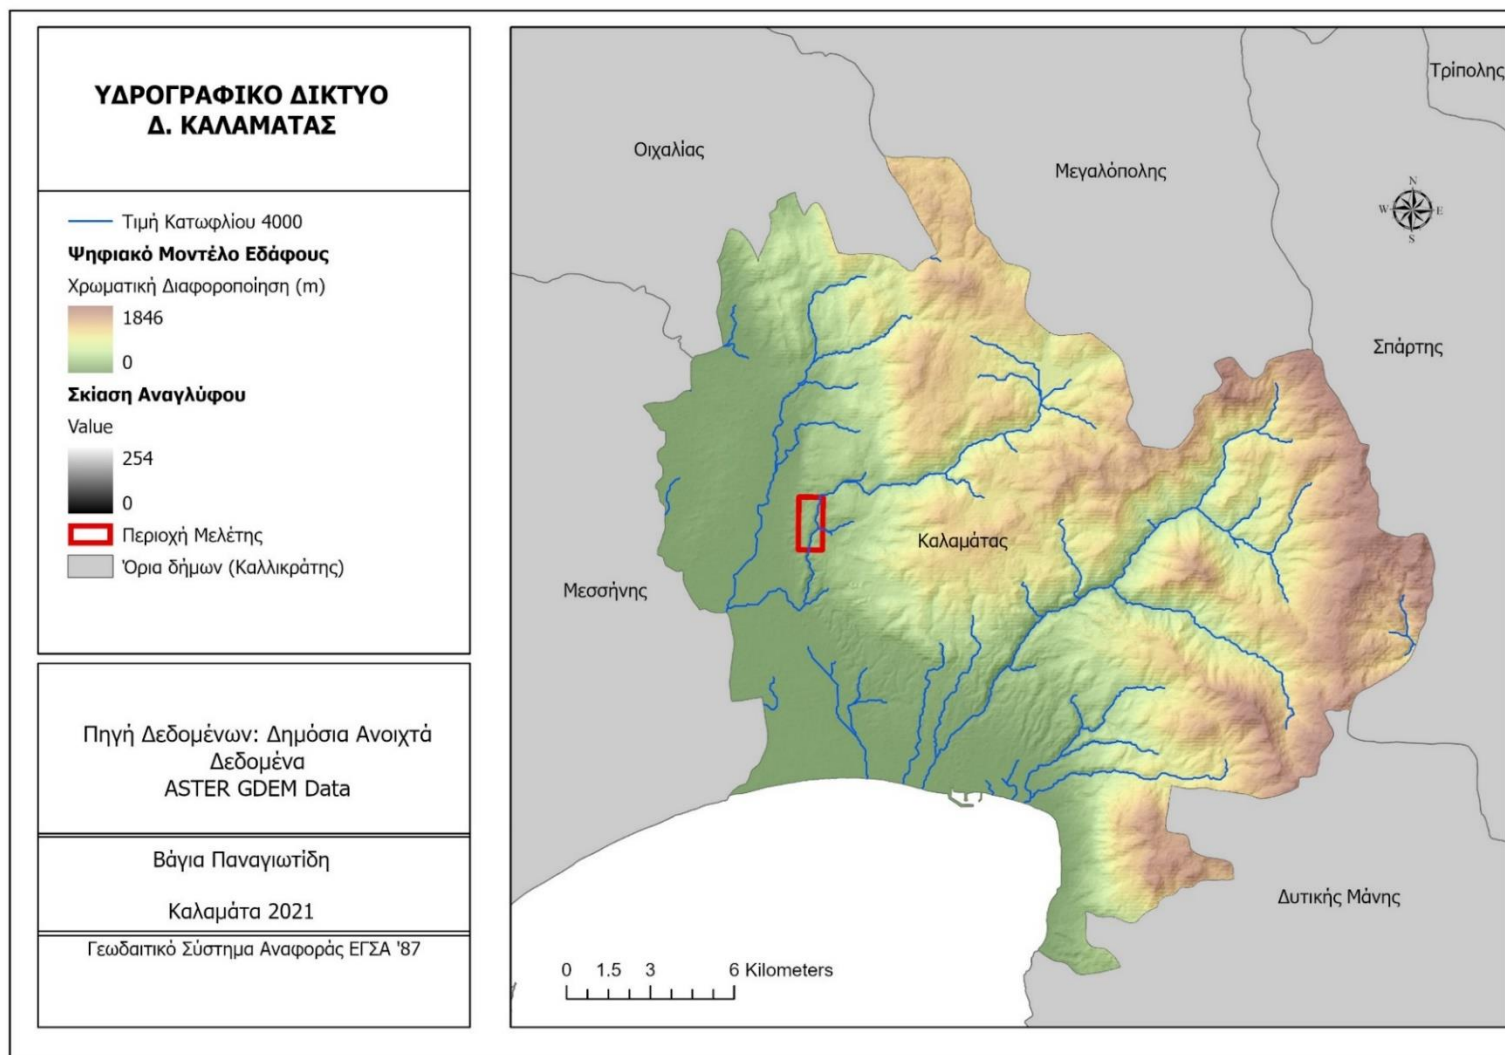 ΥΔΡΟΓΡΑΦΙΚΟ ΔΙΚΤΥΟ
Δ. ΚΑΛΑΜΑΤΑΣ
Τιμή Κατωφλίου 4000
Ψηφιακό Μοντέλο Εδάφους
Χρωματική Διαφοροποίηση (m)
1846
0
Σκίαση Αναγλύφου
Value
254
0
Περιοχή Μελέτης
Όρια δήμων (Καλλικράτης)
Πηγή Δεδομένων: Δημόσια Ανοιχτά
Δεδομένα
ASTER GDEM Data
Βάγια Παναγιωτίδη
Καλαμάτα 2021
Γεωδαιτικό Σύστημα Αναφοράς ΕΓΣΑ '87
Τρίπολης
Οιχαλίας
Μεγαλόπολης
N
W E
S
Σπάρτης
Καλαμάτας
Μεσσήνης
Δυτικής Μάνης
0 1.5 3 6 Kilometers